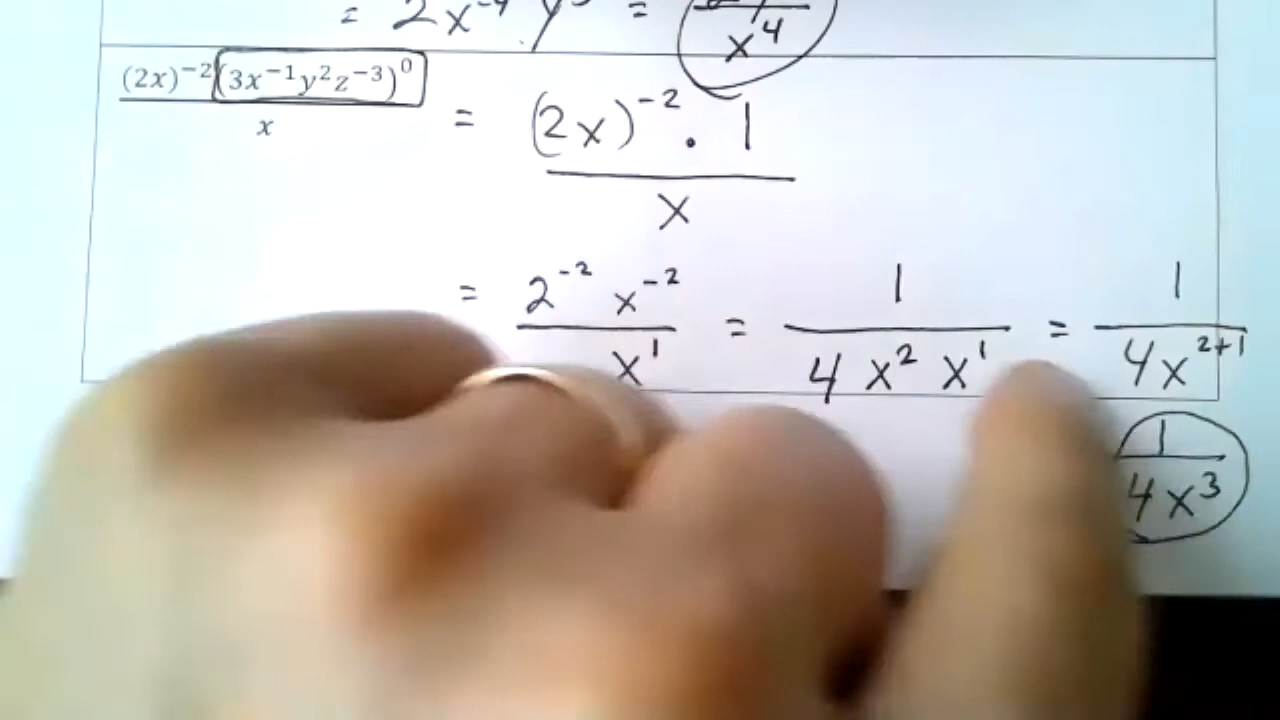 = 2x⁻⁴ y =
x⁴
(2x)⁻²(3x⁻¹y²z⁻³)⁰
x
= (2x)⁻² · 1
x
= 2⁻² x⁻² = 1 = 1
x¹ 4 x² x¹ 4x²⁺¹
1
4x³